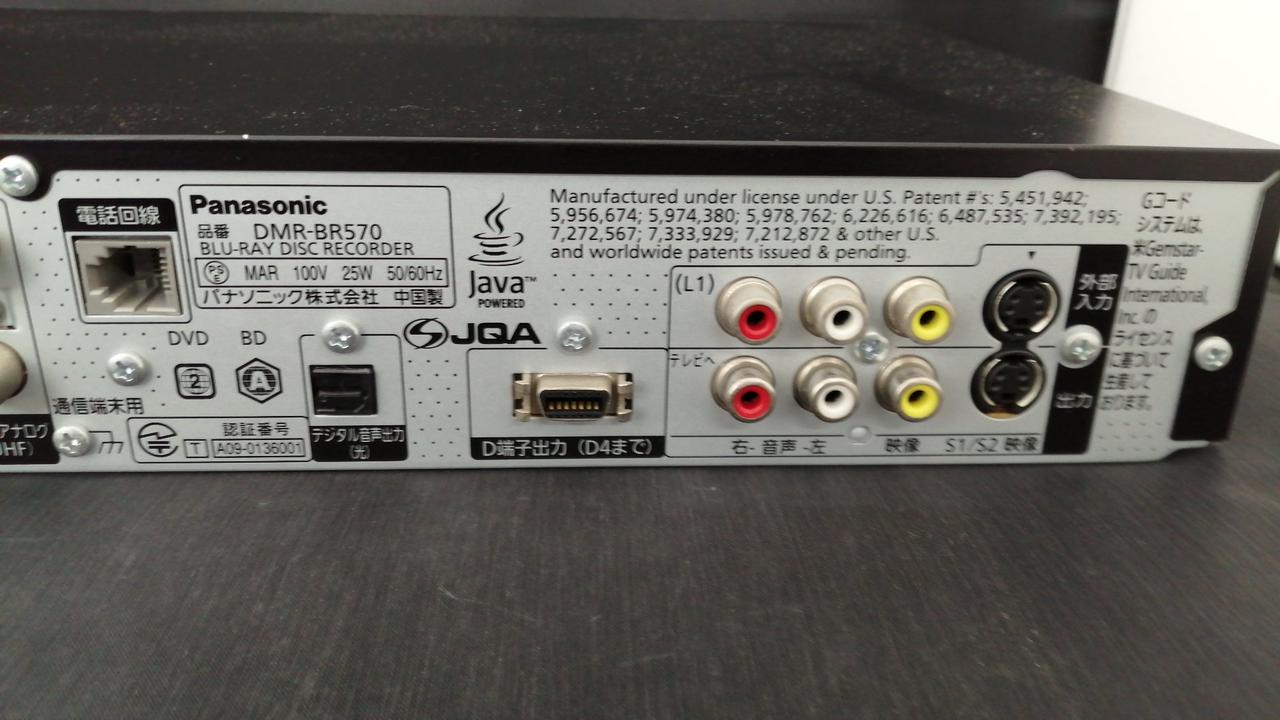 電話回線
Panasonic
品番 DMR-BR570
BLU-RAY DISC RECORDER
PS E MAR 100V 25W 50/60Hz
パナソニック株式会社 中国製
Java™
POWERED
Manufactured under license under U.S. Patent #'s: 5,451,942;
5,956,674; 5,974,380; 5,978,762; 6,226,616; 6,487,535; 7,392,195;
7,272,567; 7,333,929; 7,212,872 & other U.S.
and worldwide patents issued & pending.
Gコード
システムは、
米Gemstar-
TV Guide
International,
Inc. の
ライセンス
に基づいて
生産して
おります。
(L1)
外部
入力
テレビへ
出力
右- 音声 -左
映像
S1/S2 映像
DVD
BD
2
A
JQA
通信端末用
認証番号
T A09-0136001
デジタル音声出力
(光)
D端子出力（D4まで）
アナログ